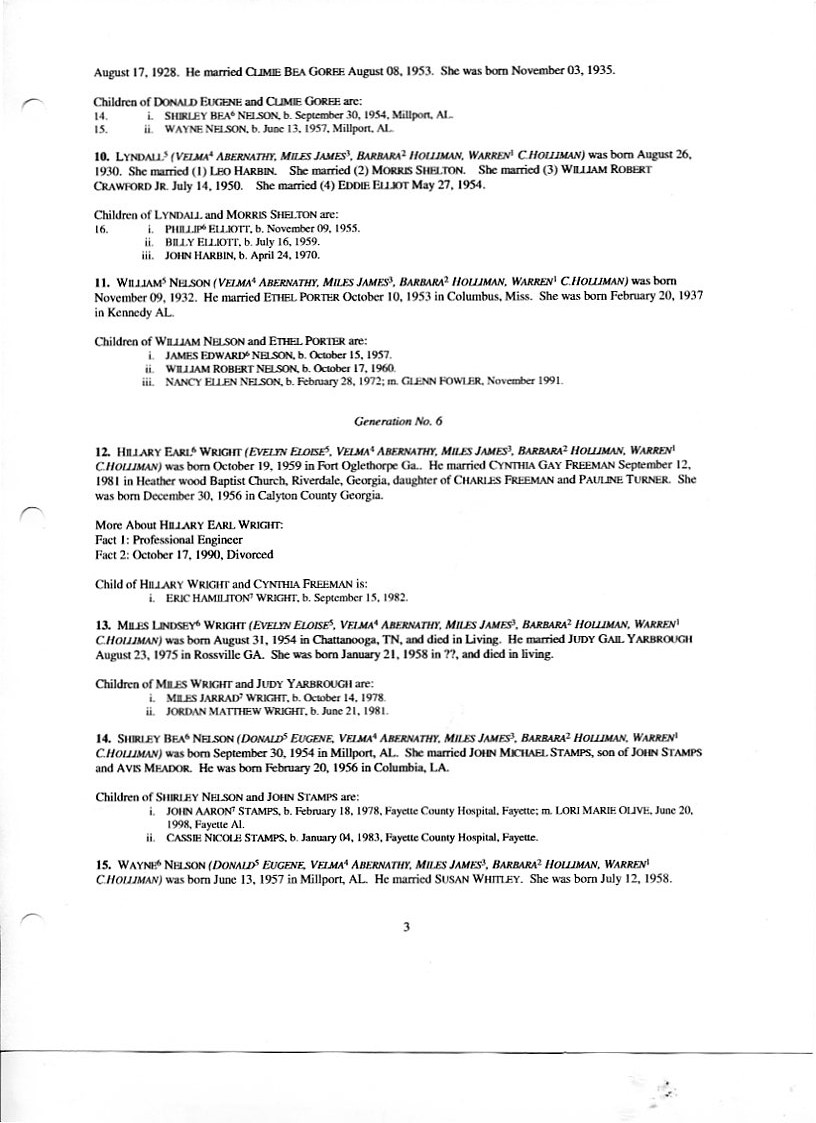 August 17, 1928. He married CLIMIE BEA GOREE August 08, 1953. She was born November 03, 1935.
Children of DONALD EUGENE and CLIMIE GOREE are:
14. i. SHIRLEY BEA⁶ NELSON, b. September 30, 1954, Millport, AL.
15. ii. WAYNE NELSON, b. June 13, 1957, Millport, AL.
10. LYNDALL⁵ (VELMA⁴ ABERNATHY, MILES JAMES³, BARBARA² HOLLIMAN, WARREN¹ C.HOLLIMAN) was born August 26,
1930. She married (1) LEO HARBIN. She married (2) MORRIS SHELTON. She married (3) WILLIAM ROBERT
CRAWFORD JR. July 14, 1950. She married (4) EDDIE ELLIOT May 27, 1954.
Children of LYNDALL and MORRIS SHELTON are:
16. i. PHILLIP⁶ ELLIOTT, b. November 09, 1955.
ii. BILLY ELLIOTT, b. July 16, 1959.
iii. JOHN HARBIN, b. April 24, 1970.
11. WILLIAM⁵ NELSON (VELMA⁴ ABERNATHY, MILES JAMES³, BARBARA² HOLLIMAN, WARREN¹ C.HOLLIMAN) was born
November 09, 1932. He married ETHEL PORTER October 10, 1953 in Columbus, Miss. She was born February 20, 1937
in Kennedy AL.
Children of WILLIAM NELSON and ETHEL PORTER are:
i. JAMES EDWARD⁶ NELSON, b. October 15, 1957.
ii. WILLIAM ROBERT NELSON, b. October 17, 1960.
iii. NANCY ELLEN NELSON, b. February 28, 1972; m. GLENN FOWLER, November 1991.
Generation No. 6
12. HILLARY EARL⁶ WRIGHT (EVELYN ELOISE⁵, VELMA⁴ ABERNATHY, MILES JAMES³, BARBARA² HOLLIMAN, WARREN¹
C.HOLLIMAN) was born October 19, 1959 in Fort Oglethorpe Ga.. He married CYNTHIA GAY FREEMAN September 12,
1981 in Heather wood Baptist Church, Riverdale, Georgia, daughter of CHARLES FREEMAN and PAULINE TURNER. She
was born December 30, 1956 in Calyton County Georgia.
More About HILLARY EARL WRIGHT:
Fact 1: Professional Engineer
Fact 2: October 17, 1990, Divorced
Child of HILLARY WRIGHT and CYNTHIA FREEMAN is:
i. ERIC HAMILITON⁷ WRIGHT, b. September 15, 1982.
13. MILES LINDSEY⁶ WRIGHT (EVELYN ELOISE⁵, VELMA⁴ ABERNATHY, MILES JAMES³, BARBARA² HOLLIMAN, WARREN¹
C.HOLLIMAN) was born August 31, 1954 in Chattanooga, TN, and died in Living. He married JUDY GAIL YARBROUGH
August 23, 1975 in Rossville GA. She was born January 21, 1958 in ??, and died in living.
Children of MILES WRIGHT and JUDY YARBROUGH are:
i. MILES JARRAD⁷ WRIGHT, b. October 14, 1978.
ii. JORDAN MATTHEW WRIGHT, b. June 21, 1981.
14. SHIRLEY BEA⁶ NELSON (DONALD⁵ EUGENE, VELMA⁴ ABERNATHY, MILES JAMES³, BARBARA² HOLLIMAN, WARREN¹
C.HOLLIMAN) was born September 30, 1954 in Millport, AL. She married JOHN MICHAEL STAMPS, son of JOHN STAMPS
and AVIS MEADOR. He was born February 20, 1956 in Columbia, LA.
Children of SHIRLEY NELSON and JOHN STAMPS are:
i. JOHN AARON⁷ STAMPS, b. February 18, 1978, Fayette County Hospital, Fayette; m. LORI MARIE OLIVE, June 20,
1998, Fayette Al.
ii. CASSIE NICOLE STAMPS, b. January 04, 1983, Fayette County Hospital, Fayette.
15. WAYNE⁶ NELSON (DONALD⁵ EUGENE, VELMA⁴ ABERNATHY, MILES JAMES³, BARBARA² HOLLIMAN, WARREN¹
C.HOLLIMAN) was born June 13, 1957 in Millport, AL. He married SUSAN WHITLEY. She was born July 12, 1958.
3